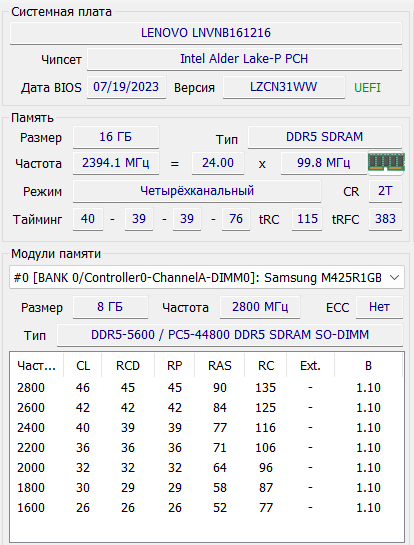 Системная плата
LENOVO LNVNB161216
Чипсет Intel Alder Lake-P PCH
Дата BIOS 07/19/2023 Версия LZCN31WW UEFI
Память
Размер 16 ГБ Тип DDR5 SDRAM
Частота 2394.1 МГц = 24.00 x 99.8 МГц
Режим Четырёхканальный CR 2T
Тайминг 40 - 39 - 39 - 76 tRC 115 tRFC 383
Модули памяти
#0 [BANK 0/Controller0-ChannelA-DIMM0]: Samsung M425R1GB
Размер 8 ГБ Частота 2800 МГц ECC Нет
Тип DDR5-5600 / PC5-44800 DDR5 SDRAM SO-DIMM
Част... CL RCD RP RAS RC Ext. В
2800 46 45 45 90 135 - 1.10
2600 42 42 42 84 125 - 1.10
2400 40 39 39 77 116 - 1.10
2200 36 36 36 71 106 - 1.10
2000 32 32 32 64 96 - 1.10
1800 30 29 29 58 87 - 1.10
1600 26 26 26 52 77 - 1.10